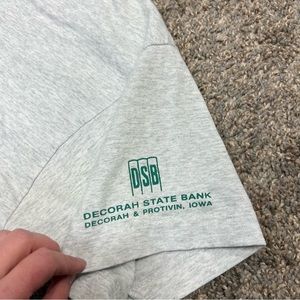 DSB
DECORAH STATE BANK
DECORAH & PROTIVIN, IOWA